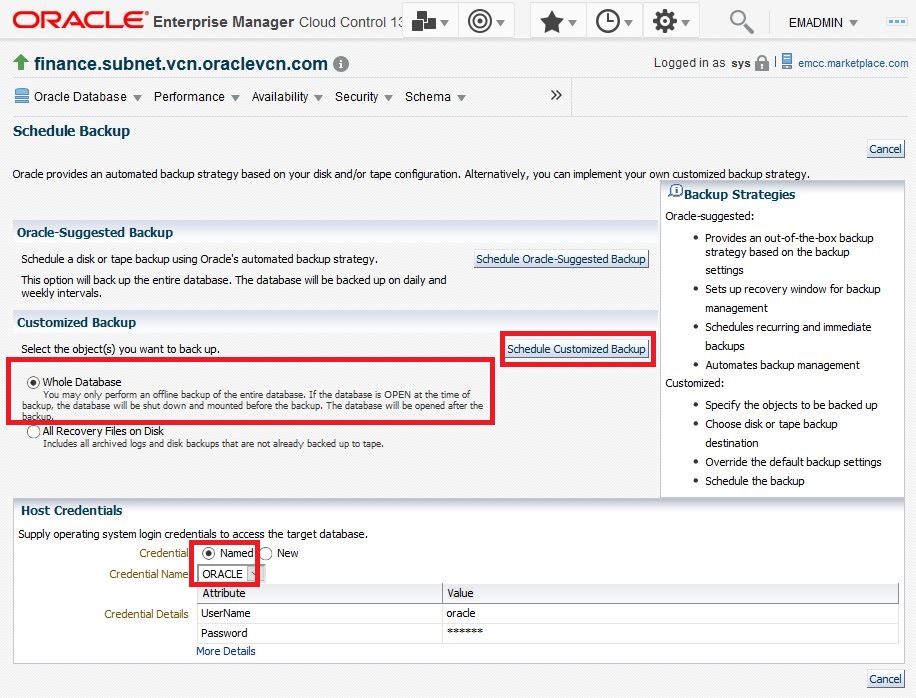 ORACLE® Enterprise Manager Cloud Control 13
EMADMIN
finance.subnet.vcn.oraclevcn.com
Logged in as sys
emcc.marketplace.com
Oracle Database Performance Availability Security Schema »
Schedule Backup
Cancel
Oracle provides an automated backup strategy based on your disk and/or tape configuration. Alternatively, you can implement your own customized backup strategy.
Oracle-Suggested Backup
Schedule a disk or tape backup using Oracle's automated backup strategy.
Schedule Oracle-Suggested Backup
This option will back up the entire database. The database will be backed up on daily and
weekly intervals.
Customized Backup
Select the object(s) you want to back up.
Schedule Customized Backup
Whole Database
You may only perform an offline backup of the entire database. If the database is OPEN at the time of
backup, the database will be shut down and mounted before the backup. The database will be opened after the
backup.
All Recovery Files on Disk
Includes all archived logs and disk backups that are not already backed up to tape.
Backup Strategies
Oracle-suggested:
• Provides an out-of-the-box backup
strategy based on the backup
settings
• Sets up recovery window for backup
management
• Schedules recurring and immediate
backups
• Automates backup management
Customized:
• Specify the objects to be backed up
• Choose disk or tape backup
destination
• Override the default backup settings
• Schedule the backup
Host Credentials
Supply operating system login credentials to access the target database.
Credential Named New
Credential Name ORACLE
Attribute Value
Credential Details UserName oracle
Password ******
More Details
Cancel